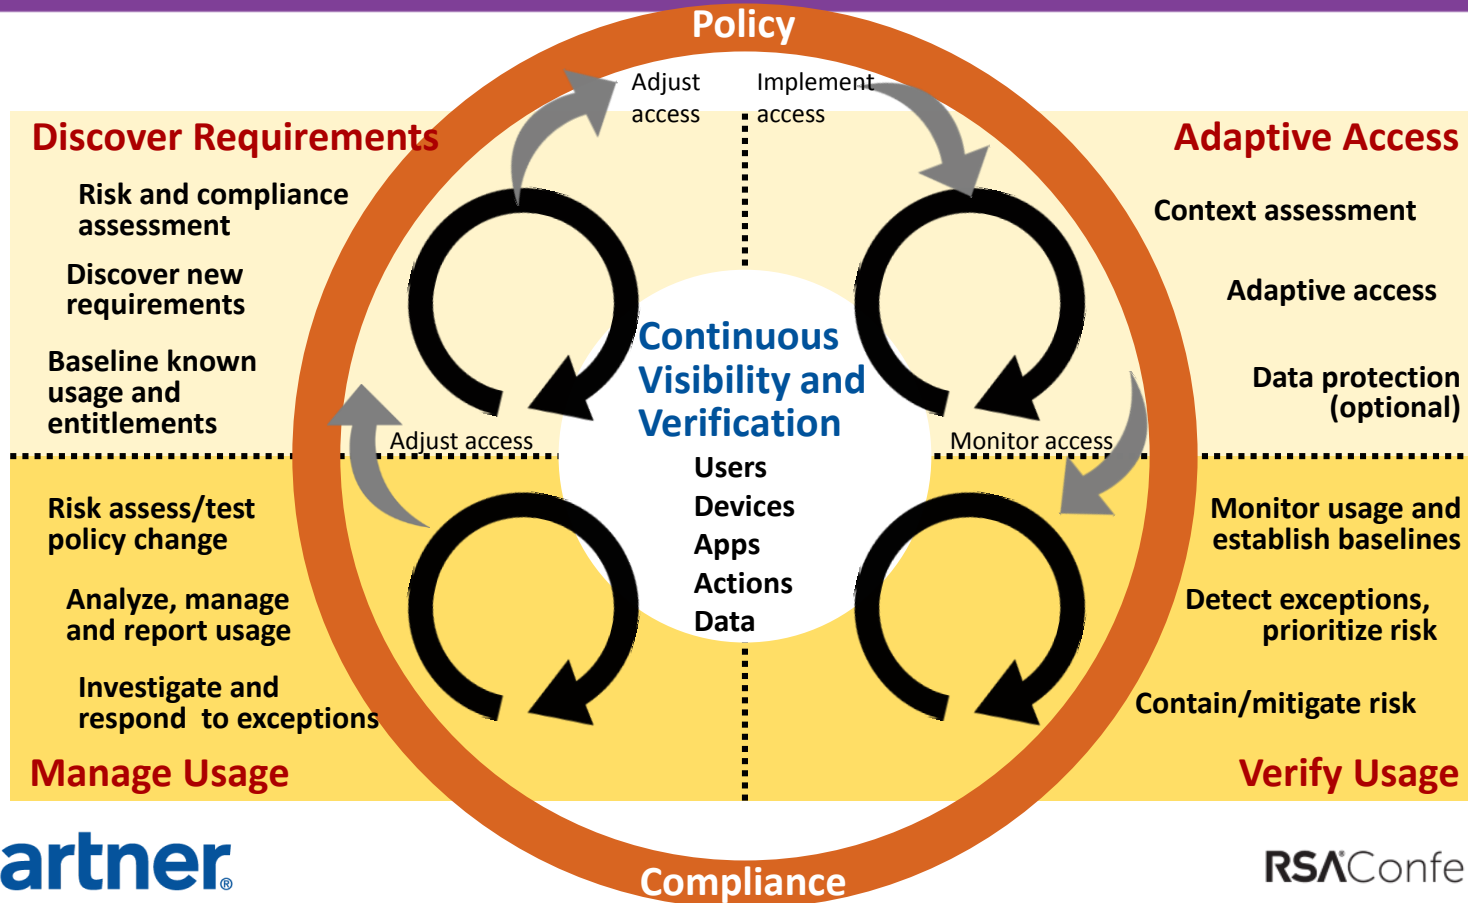 Policy
Adjust
access
Implement
access
Discover Requirements
Risk and compliance
assessment
Discover new
requirements
Baseline known
usage and
entitlements
Adaptive Access
Context assessment
Adaptive access
Data protection
(optional)
Continuous
Visibility and
Verification
Users
Devices
Apps
Actions
Data
Adjust access
Monitor access
Risk assess/test
policy change
Analyze, manage
and report usage
Investigate and
respond  to exceptions
Manage Usage
Monitor usage and
establish baselines
Detect exceptions,
prioritize risk
Contain/mitigate risk
Verify Usage
Compliance
artner®
RSA Confe